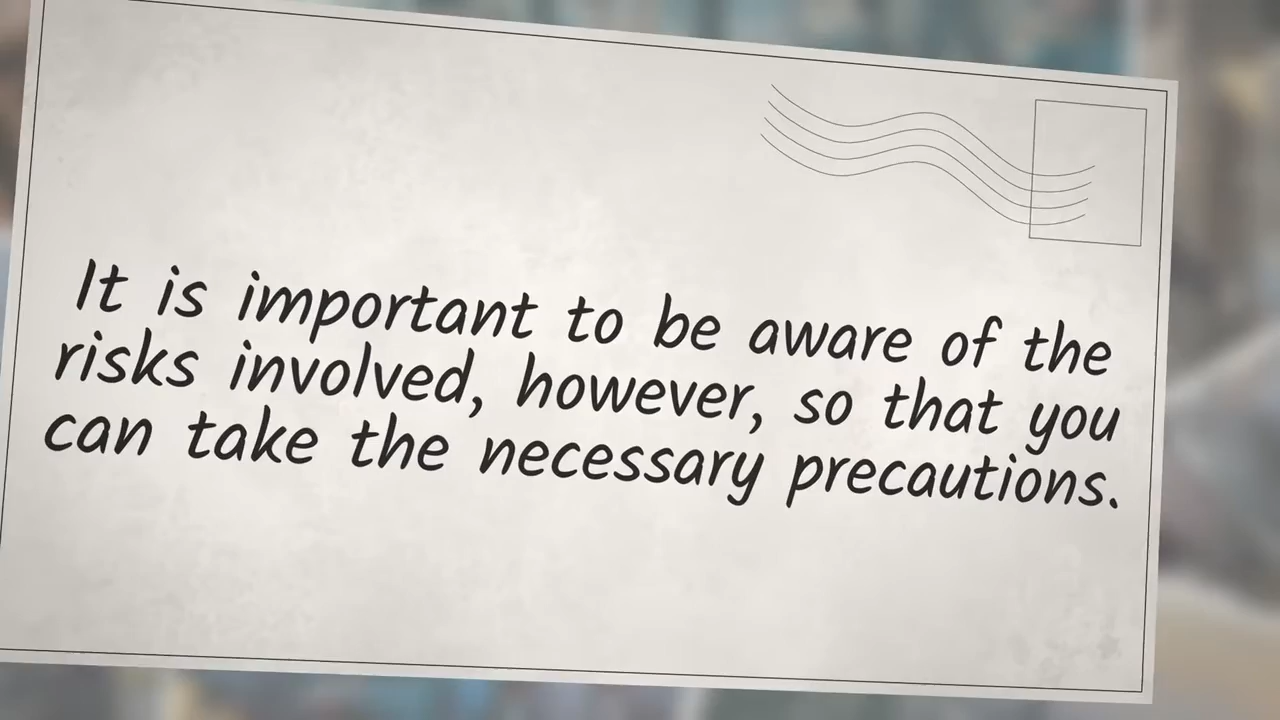 It is important to be aware of the
risks involved, however, so that you
can take the necessary precautions.